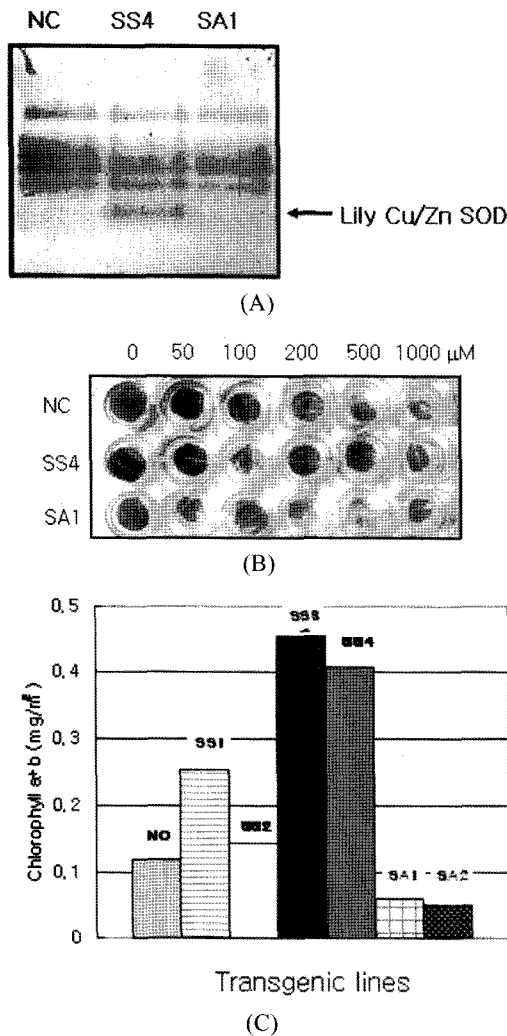 NC SS4 SA1
Lily Cu/Zn SOD
(A)
0 50 100 200 500 1000 μM
NC
SS4
SA1
(B)
Chlorophyll a+b (mg/㎡)
0,5
0,4
0,3
0,2
0,1
0
NC
SS1
SS2
SS3
SS4
SA1 SA2
Transgenic lines
(C)